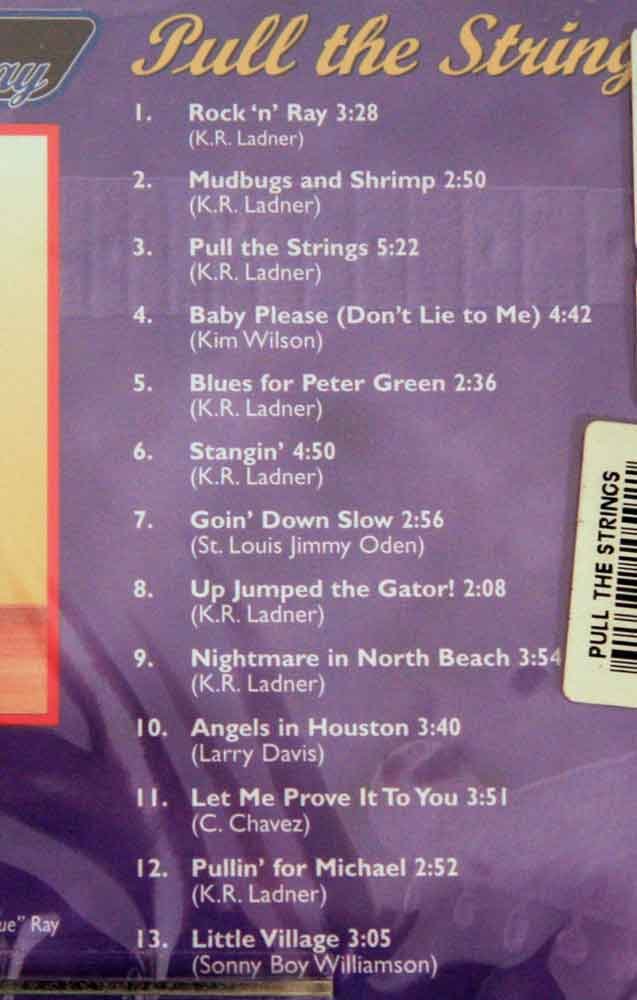 ay
Pull the String
1. Rock 'n' Ray 3:28
(K.R. Ladner)
2. Mudbugs and Shrimp 2:50
(K.R. Ladner)
3. Pull the Strings 5:22
(K.R. Ladner)
4. Baby Please (Don't Lie to Me) 4:42
(Kim Wilson)
5. Blues for Peter Green 2:36
(K.R. Ladner)
6. Stangin' 4:50
(K.R. Ladner)
7. Goin' Down Slow 2:56
(St. Louis Jimmy Oden)
8. Up Jumped the Gator! 2:08
(K.R. Ladner)
9. Nightmare in North Beach 3:54
(K.R. Ladner)
10. Angels in Houston 3:40
(Larry Davis)
11. Let Me Prove It To You 3:51
(C. Chavez)
12. Pullin' for Michael 2:52
(K.R. Ladner)
13. Little Village 3:05
(Sonny Boy Williamson)
ue" Ray
PULL THE STRINGS